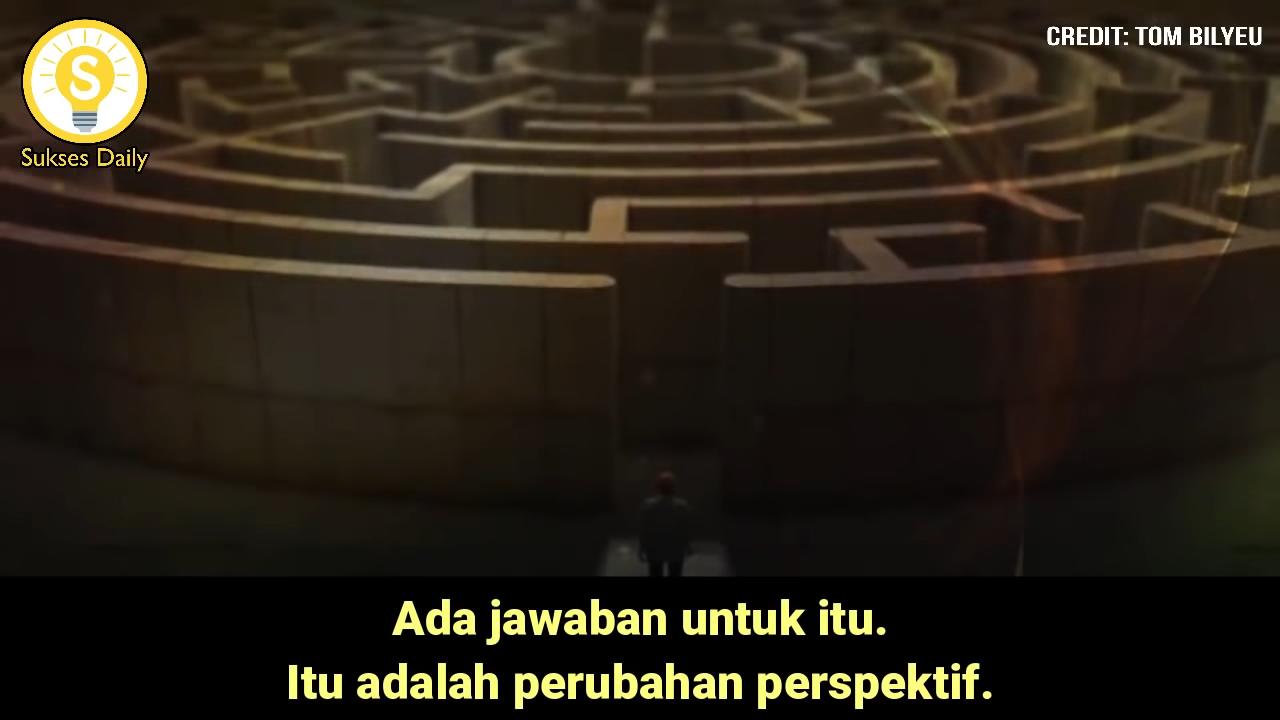 CREDIT: TOM BILYEU
S
Sukses Daily
Ada jawaban untuk itu.
Itu adalah perubahan perspektif.